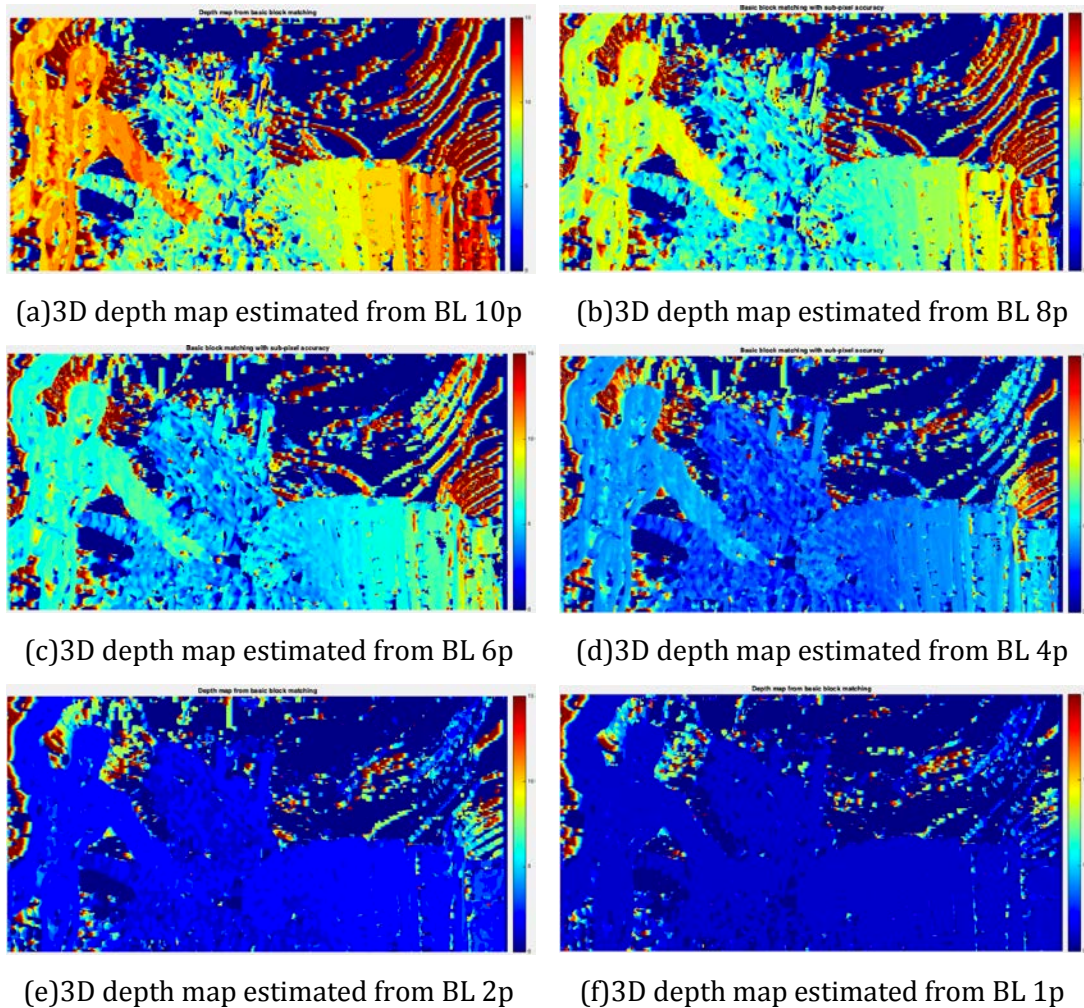 Depth map from basic block matching
Basic block matching with sub-pixel accuracy
(a)3D depth map estimated from BL 10p
(b)3D depth map estimated from BL 8p
Basic block matching with sub-pixel accuracy
Basic block matching with sub-pixel accuracy
(c)3D depth map estimated from BL 6p
(d)3D depth map estimated from BL 4p
Depth map from basic block matching
Depth map from basic block matching
(e)3D depth map estimated from BL 2p
(f)3D depth map estimated from BL 1p